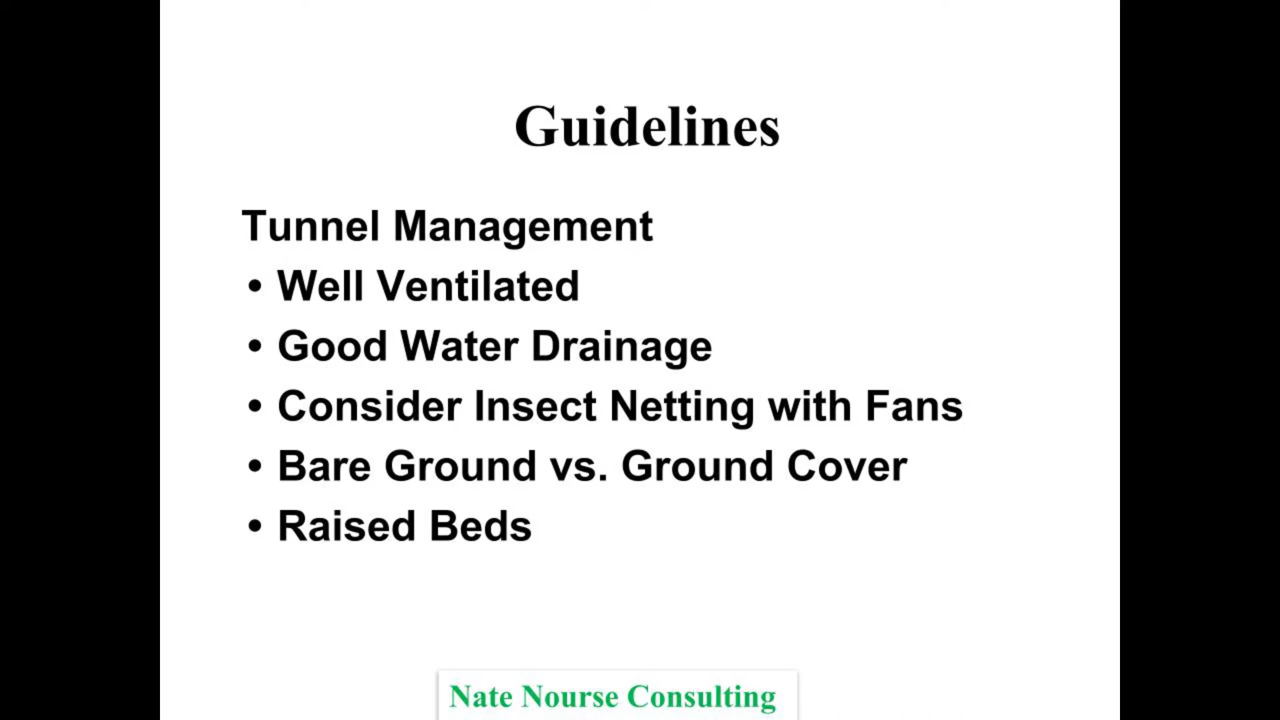 Guidelines
Tunnel Management
• Well Ventilated
• Good Water Drainage
• Consider Insect Netting with Fans
• Bare Ground vs. Ground Cover
• Raised Beds
Nate Nourse Consulting